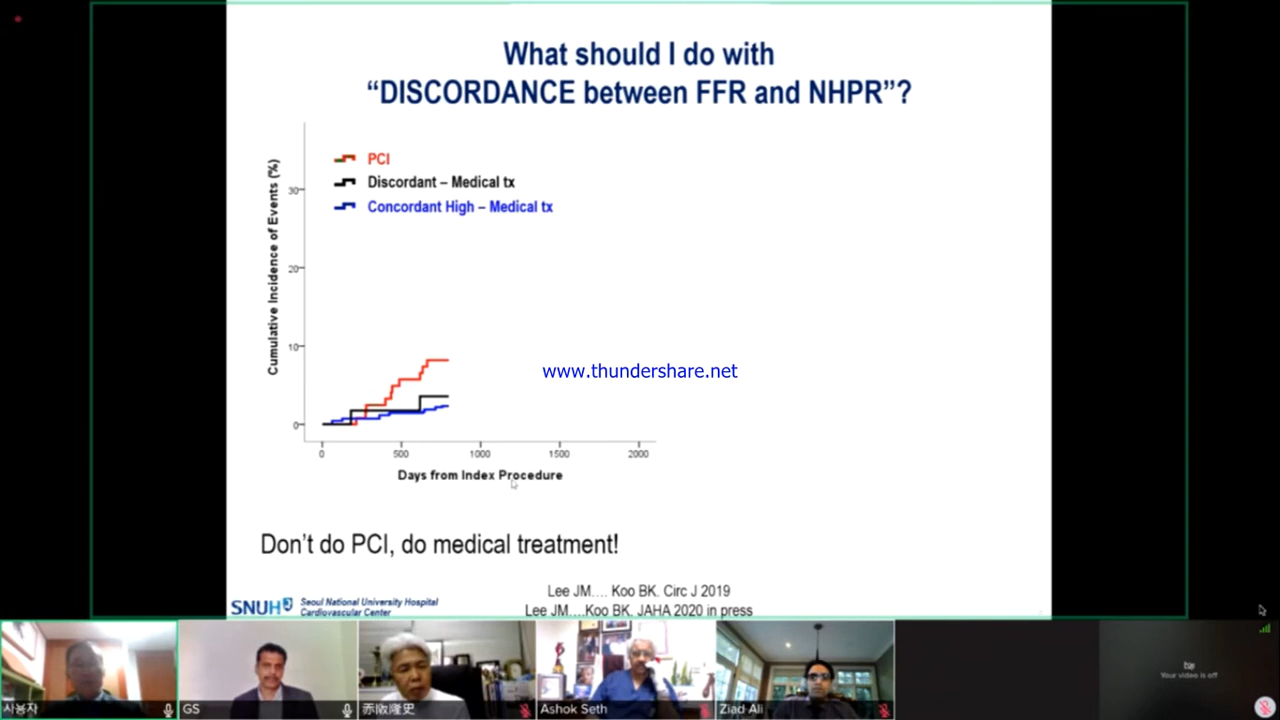 What should I do with
“DISCORDANCE between FFR and NHPR”?
PCI
Discordant – Medical tx
Concordant High – Medical tx
Cumulative Incidence of Events (%)
30
20
10
0
0 500 1000 1500 2000
Days from Index Procedure
www.thundershare.net
Don’t do PCI, do medical treatment!
Lee JM.... Koo BK. Circ J 2019
Lee JM....Koo BK. JAHA 2020 in press
SNUH Seoul National University Hospital
Cardiovascular Center
사용자
GS
赤阪隆史
Ashok Seth
Ziad Ali
Your video is off